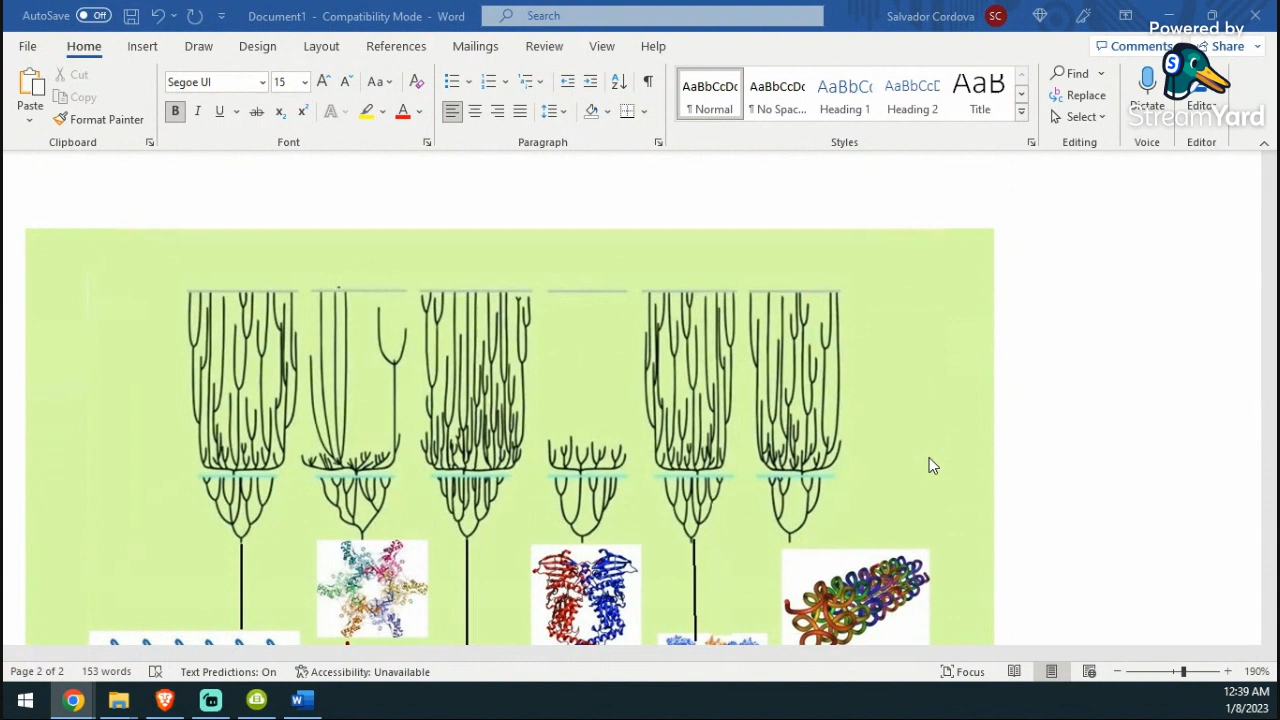 AutoSave Off Document1 - Compatibility Mode - Word Search Salvador Cordova SC
Powered by
StreamYard
File Home Insert Draw Design Layout References Mailings Review View Help Comments Share
Paste
Cut
Copy
Format Painter
Clipboard
Segoe UI 15
Font
Paragraph
AaBbCcDc AaBbCcDc AaBbCc AaBbCcD AaB
¶ Normal ¶ No Spac... Heading 1 Heading 2 Title
Styles
Find
Replace
Select
Editing
Dictate
Voice
Editor
Editor
Page 2 of 2 153 words Text Predictions: On Accessibility: Unavailable Focus 190%
12:39 AM
1/8/2023